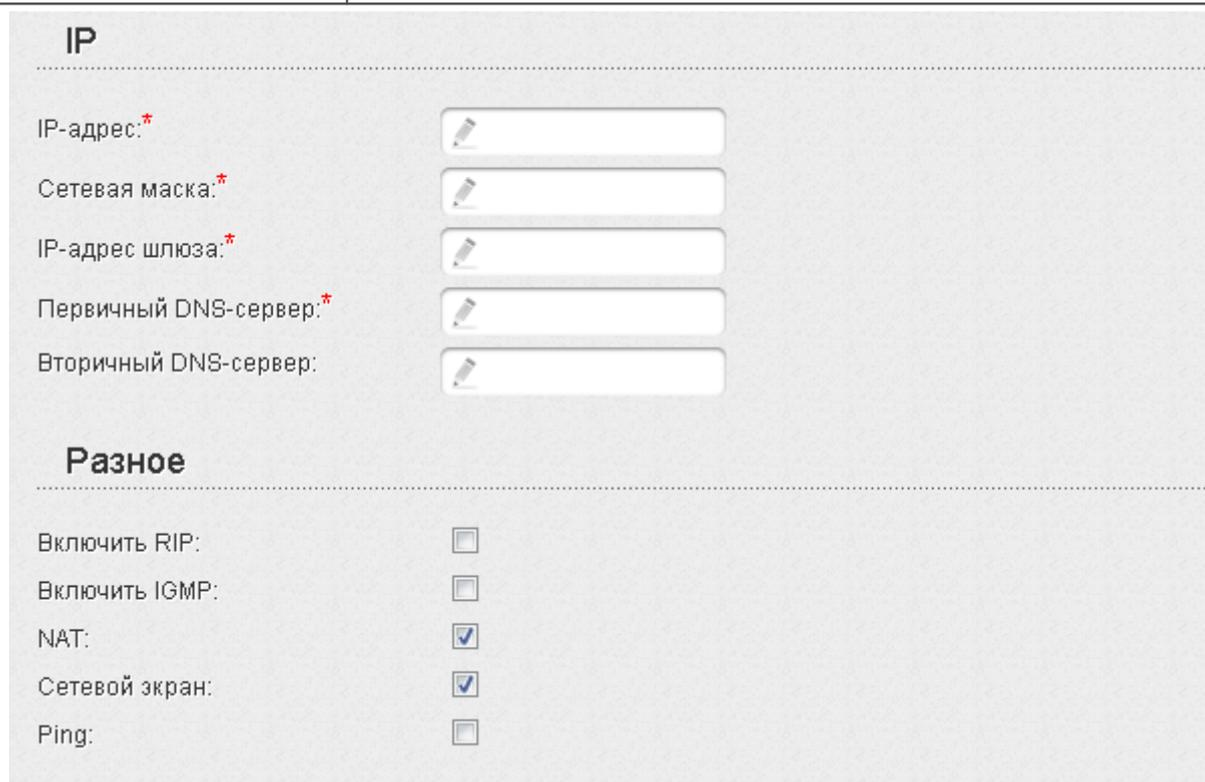 IP
IP-адрес:*
Сетевая маска:*
IP-адрес шлюза:*
Первичный DNS-сервер:*
Вторичный DNS-сервер:
Разное
Включить RIP:
Включить IGMP:
NAT:
Сетевой экран:
Ping: